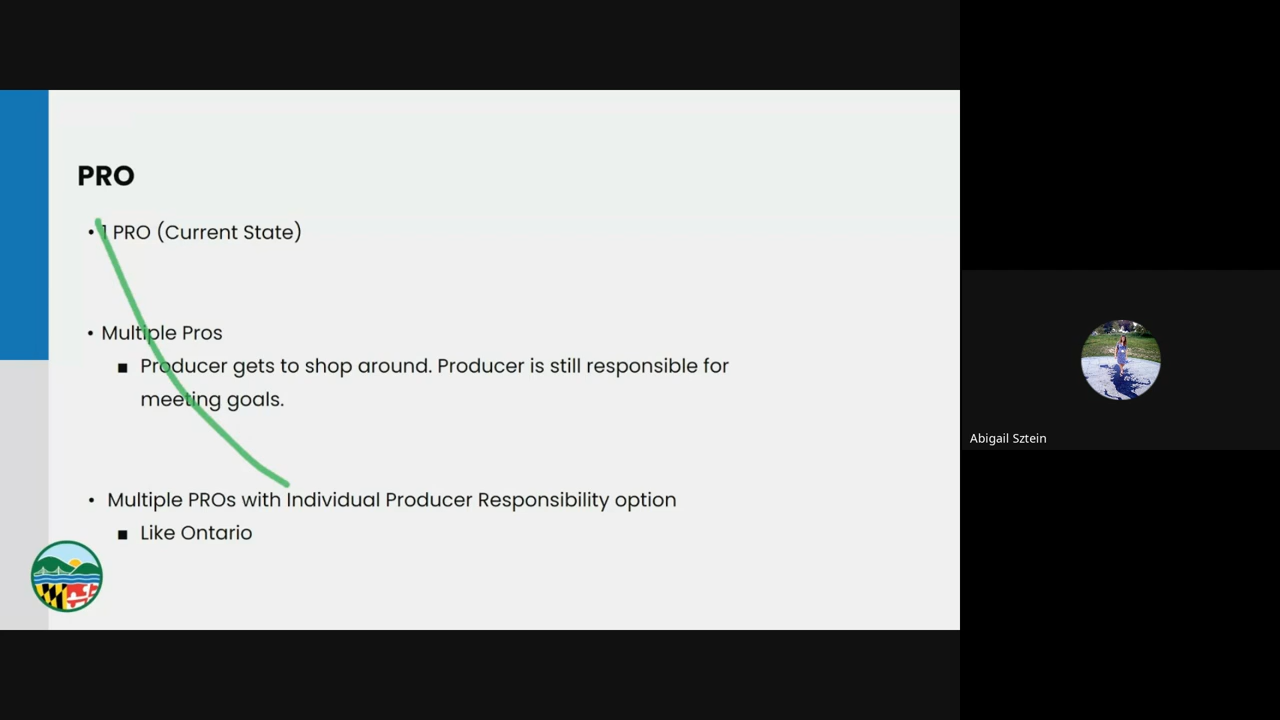 PRO
• 1 PRO (Current State)
• Multiple Pros
■ Producer gets to shop around. Producer is still responsible for
meeting goals.
• Multiple PROs with Individual Producer Responsibility option
■ Like Ontario
Abigail Sztein